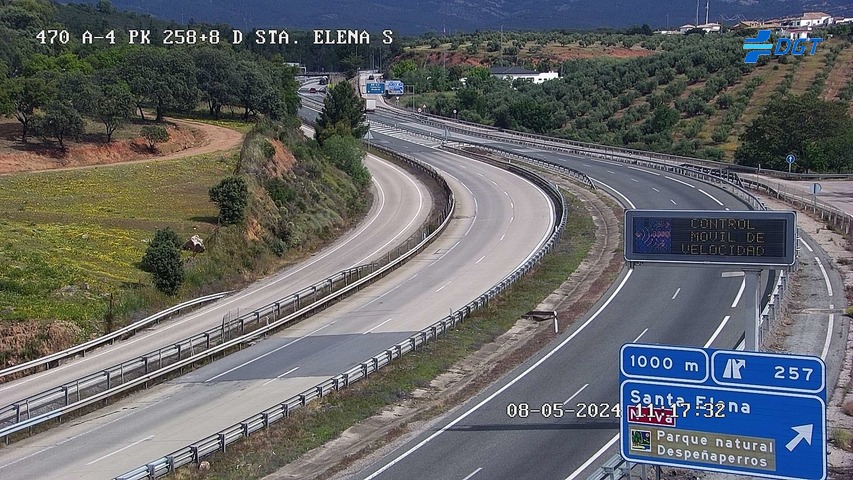 470 A-4 PK 258+8 D STA. ELENA S
DGT
CONTROL
MOVIL DE
VELOCIDAD
1000 m
257
Santa Elena
08-05-2024 11:17:32
N-IVa
Parque natural
Despeñaperros